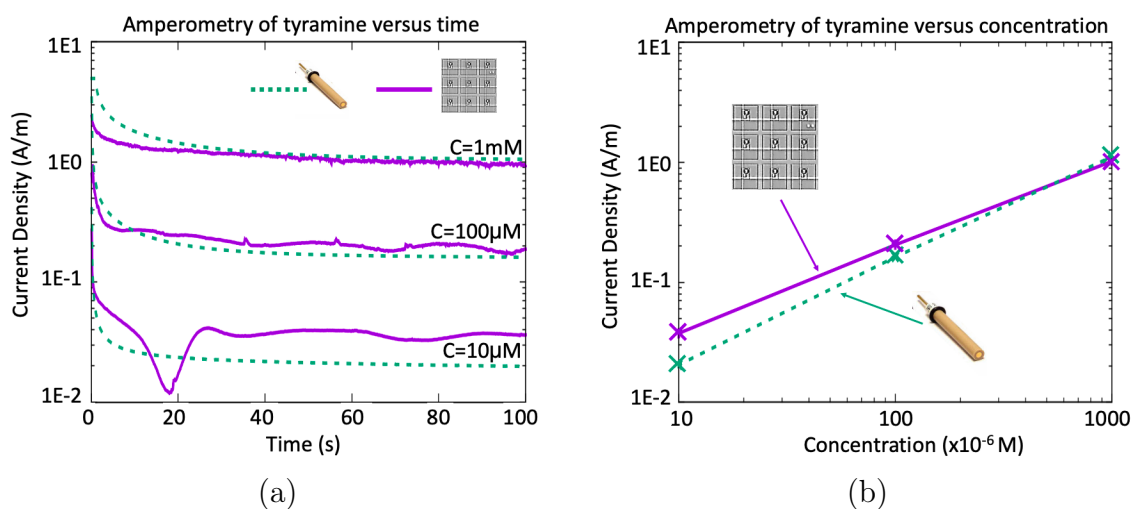 Amperometry of tyramine versus time
Current Density (A/m)
1E1
1E0
1E-1
1E-2
C=1mM
C=100µM
C=10µM
0 20 40 60 80 100
Time (s)
(a)
Amperometry of tyramine versus concentration
Current Density (A/m)
1E1
1E0
1E-1
1E-2
10 100 1000
Concentration (x10⁻⁶ M)
(b)